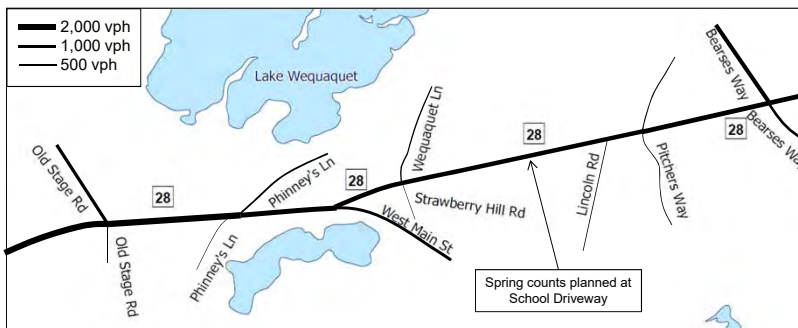 2,000 vph
1,000 vph
500 vph
Lake Wequaquet
Bearses Way
Bearses Way
Wequaquet Ln
28
28
Old Stage Rd
Phinney's Ln
28
28
Pitchers Way
Lincoln Rd
Strawberry Hill Rd
West Main St
Old Stage Rd
Phinney's Ln
Spring counts planned at
School Driveway